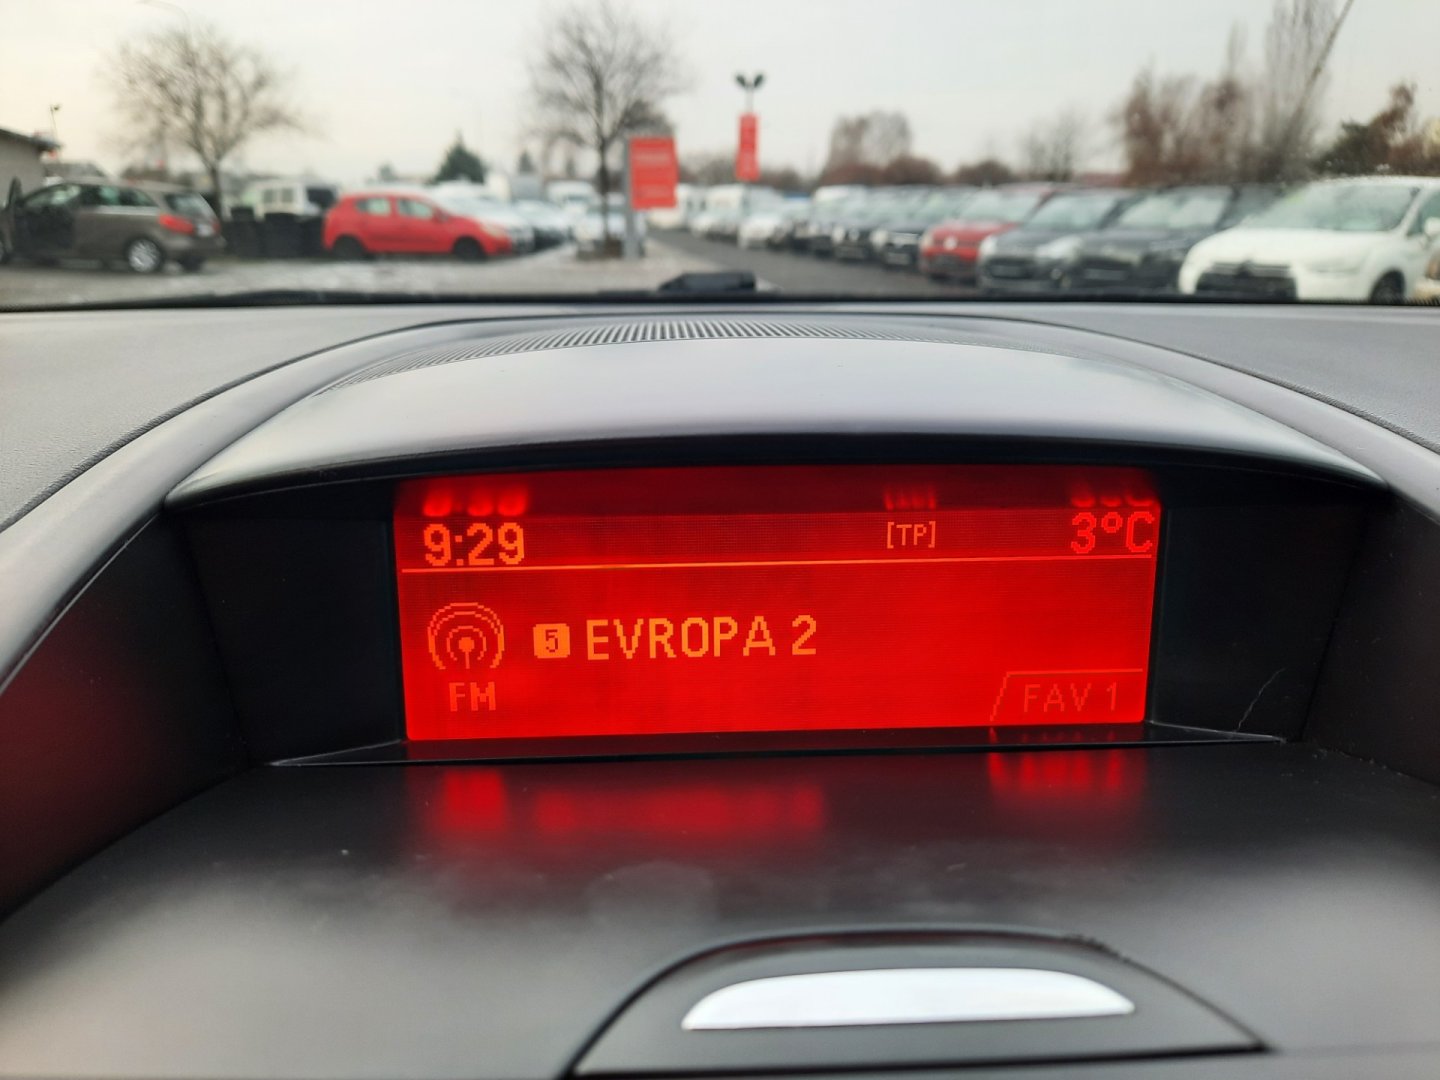 9:29 [TP] 3°C
5 EVROPA 2
FM
FAV 1